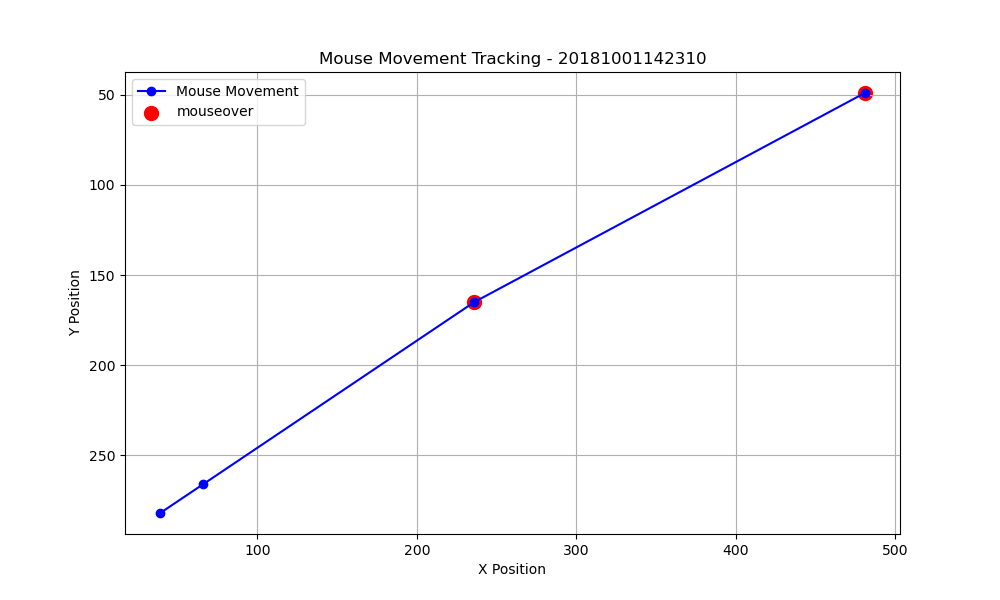 Mouse Movement Tracking - 20181001142310
Mouse Movement
mouseover
Y Position
50
100
150
200
250
100 200 300 400 500
X Position